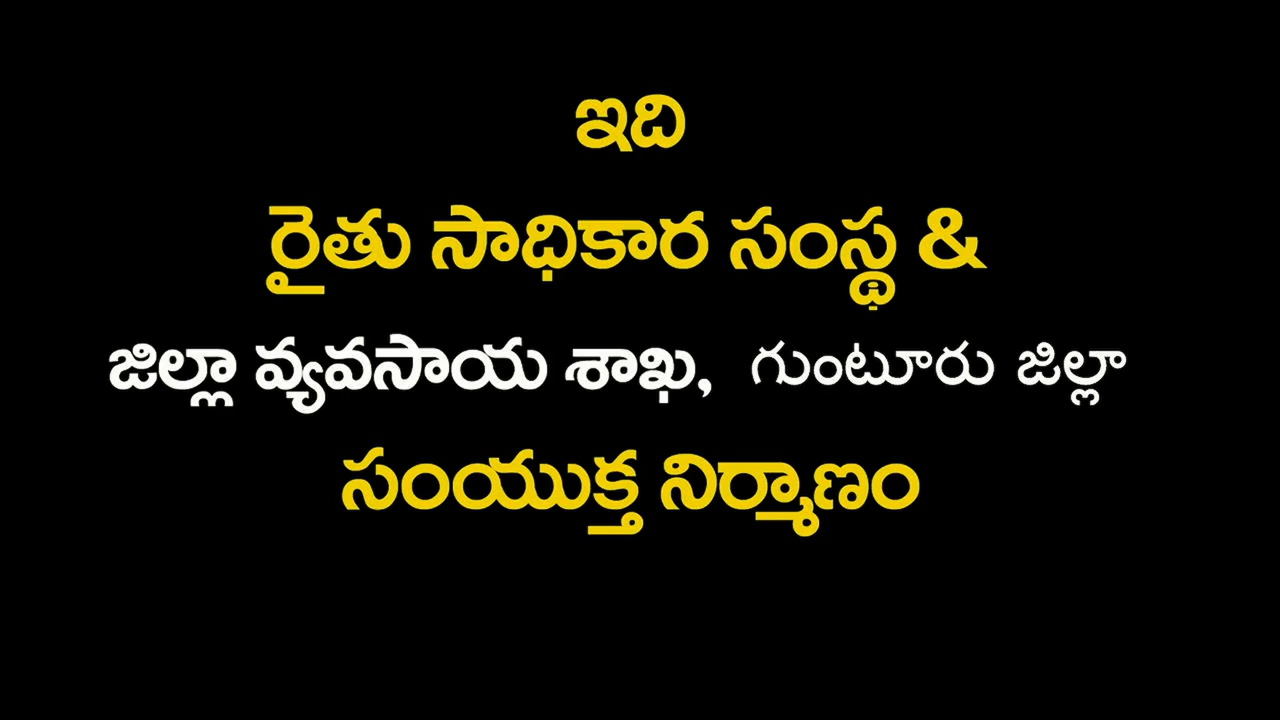 ఇది
రైతు సాధికార సంస్థ &
జిల్లా వ్యవసాయ శాఖ, గుంటూరు జిల్లా
సంయుక్త నిర్మాణం